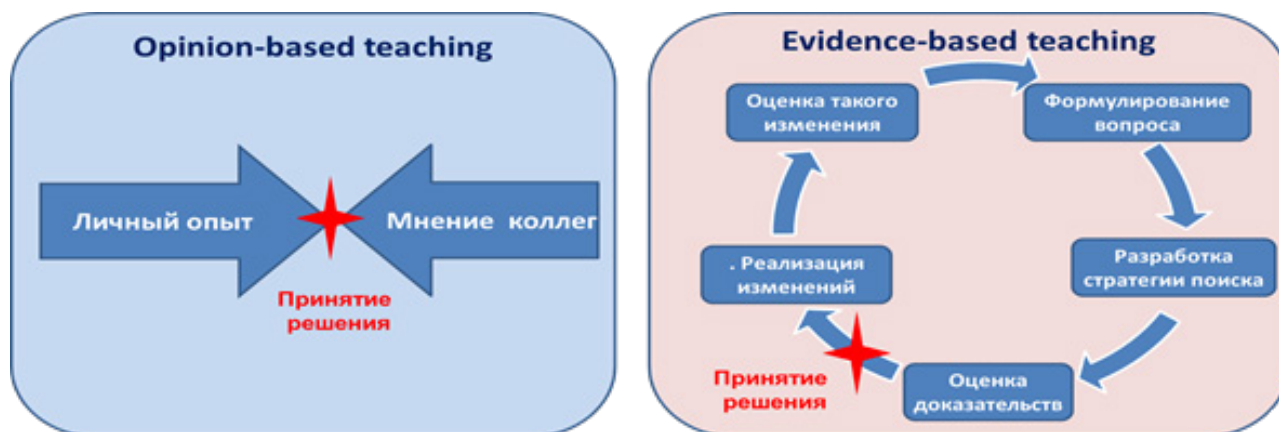 Opinion-based teaching
Личный опыт
Мнение коллег
Принятие
решения
Evidence-based teaching
Оценка такого
изменения
Формулирование
вопроса
Разработка
стратегии поиска
Оценка
доказательств
. Реализация
изменений
Принятие
решения